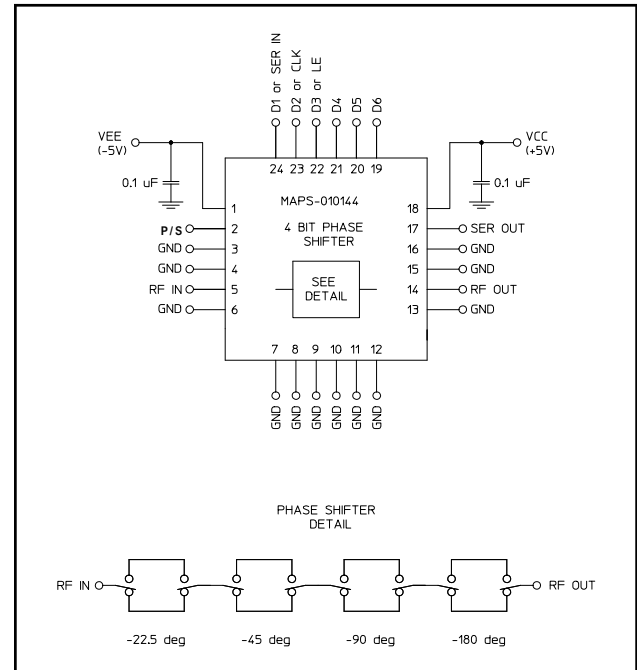 D1 or SER IN
D2 or CLK
D3 or LE
D4
D5
D6
VEE
(-5V)
VCC
(+5V)
24 23 22 21 20 19
0.1 uF
0.1 uF
MAPS-010144
4 BIT PHASE
SHIFTER
SEE
DETAIL
1
P/S 2
GND 3
GND 4
RF IN 5
GND 6
18
17 SER OUT
16 GND
15 GND
14 RF OUT
13 GND
7 8 9 10 11 12
GND
GND
GND
GND
GND
GND
PHASE SHIFTER
DETAIL
RF IN
RF OUT
-22.5 deg
-45 deg
-90 deg
-180 deg